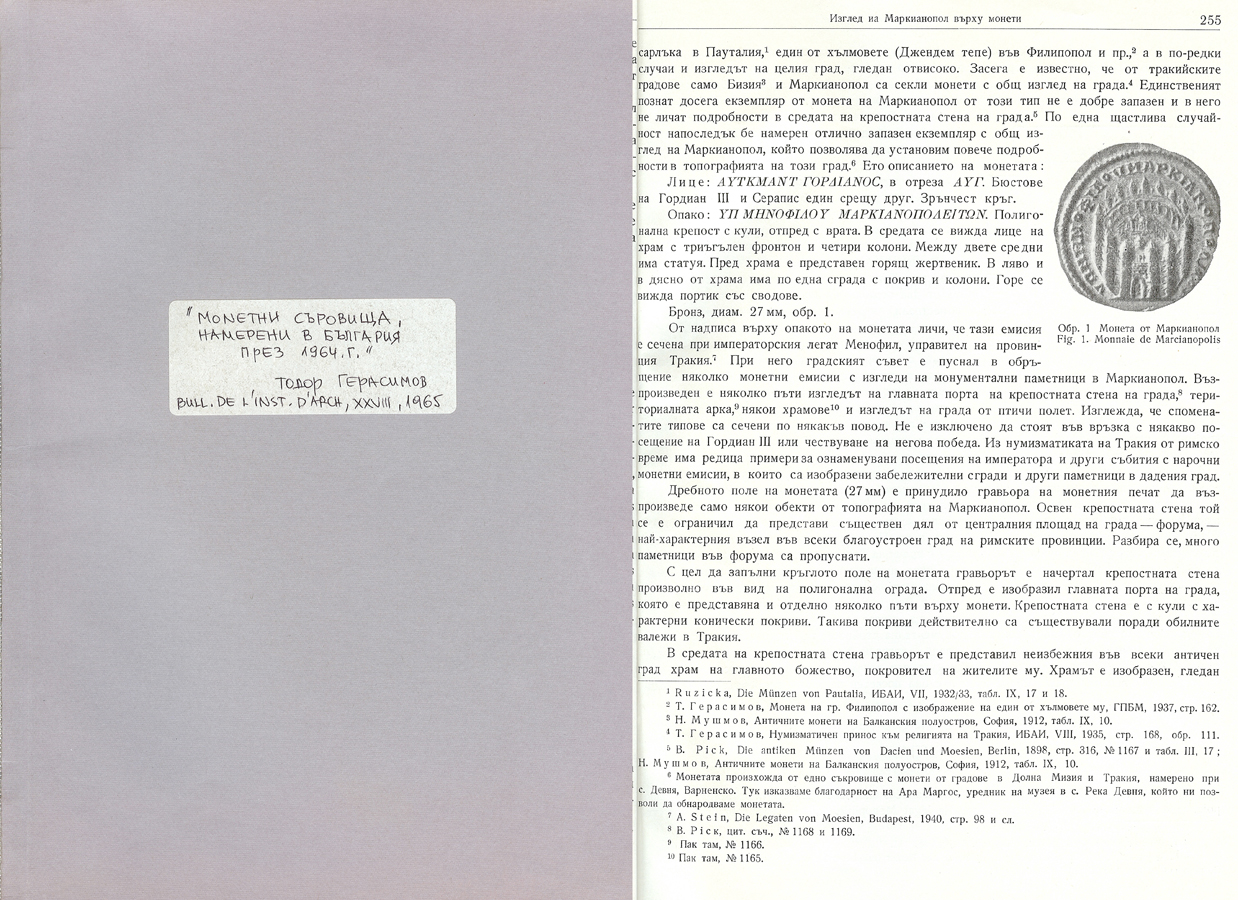 "МОНЕТНИ СЪРОВИЩА,
НАМЕРЕНИ В БЪЛГАРИЯ
ПРЕЗ 1964.Г."
ТОДОР ГЕРАСИМОВ
BULL. DE L'INST. D'ARCH, XXVIII, 1965
Изглед на Маркианопол върху монети 255
сарлъка в Пауталия,¹ един от хълмовете (Джендем тепе) във Филипопол и пр.,² а в по-редки
случаи и изгледът на целия град, гледан отвисоко. Засега е известно, че от тракийските
градове само Бизия³ и Маркианопол са секли монети с общ изглед на града.⁴ Единственият
познат досега екземпляр от монета на Маркианопол от този тип не е добре запазен и в него
не личат подробности в средата на крепостната стена на града.⁵ По една щастлива случай-
ност напоследък бе намерен отлично запазен екземпляр с общ из-
глед на Маркианопол, който позволява да установим повече подроб-
ности в топографията на този град.⁶ Ето описанието на монетата:
Лице: ΑΥΤΚΜΑΝΤ ΓΟΡΔΙΑΝΟC, в отреза ΑΥΓ. Бюстове
на Гордиан III и Серапис един срещу друг. Зрънчест кръг.
Опако: ΥΠ ΜΗΝΟΦΙΛΟΥ ΜΑΡΚΙΑΝΟΠΟΛΕΙΤΩΝ. Полиго-
нална крепост с кули, отпред с врата. В средата се вижда лице на
храм с триъгълен фронтон и четири колони. Между двете средни
има статуя. Пред храма е представен горящ жертвеник. В ляво и
в дясно от храма има по една сграда с покрив и колони. Горе се
вижда портик със сводове.
Бронз, диам. 27 мм, обр. 1.
От надписа върху опакото на монетата личи, че тази емисия
е сечена при императорския легат Менофил, управител на провин-
ция Тракия.⁷ При него градският съвет е пуснал в обръ-
щение няколко монетни емисии с изгледи на монументални паметници в Маркианопол. Въз-
произведен е няколко пъти изгледът на главната порта на крепостната стена на града,⁸ тери-
ториалната арка,⁹ някои храмове¹⁰ и изгледът на града от птичи полет. Изглежда, че спомена-
тите типове са сечени по някакъв повод. Не е изключено да стоят във връзка с някакво по-
сещение на Гордиан III или чествуване на негова победа. Из нумизматиката на Тракия от римско
време има редица примери за ознаменувани посещения на императора и други събития с нарочни
монетни емисии, в които са изобразени забележителни сгради и други паметници в дадения град.
Дребното поле на монетата (27 мм) е принудило гравьора на монетния печат да въз-
произведе само някои обекти от топографията на Маркианопол. Освен крепостната стена той
се е ограничил да представи съществен дял от централния площад на града — форума, —
най-характерния възел във всеки благоустроен град на римските провинции. Разбира се, много
паметници във форума са пропуснати.
С цел да запълни кръглото поле на монетата гравьорът е начертал крепостната стена
произволно във вид на полигонална ограда. Отпред е изобразил главната порта на града,
която е представяна и отделно няколко пъти върху монети. Крепостната стена е с кули с ха-
рактерни конически покриви. Такива покриви действително са съществували поради обилните
валежи в Тракия.
В средата на крепостната стена гравьорът е представил неизбежния във всеки античен
град храм на главното божество, покровител на жителите му. Храмът е изобразен, гледан
Обр. 1 Монета от Маркианопол
Fig. 1. Monnaie de Marcianopolis
¹ Ruzicka, Die Münzen von Pautalia, ИБАИ, VII, 1932/33, табл. IX, 17 и 18.
² Т. Герасимов, Монета на гр. Филипопол с изображение на един от хълмовете му, ГПБМ, 1937, стр. 162.
³ Н. Мушмов, Античните монети на Балканския полуостров, София, 1912, табл. IX, 10.
⁴ Т. Герасимов, Нумизматичен принос към религията на Тракия, ИБАИ, VIII, 1935, стр. 168, обр. 111.
⁵ B. Pick, Die antiken Münzen von Dacien und Moesien, Berlin, 1898, стр. 316, № 1167 и табл. III, 17;
Н. Мушмов, Античните монети на Балканския полуостров, София, 1912, табл. IX, 10.
⁶ Монетата произхожда от едно съкровище с монети от градове в Долна Мизия и Тракия, намерено при
с. Девня, Варненско. Тук изказваме благодарност на Ара Маргос, уредник на музея в с. Река Девня, който ни поз-
воли да обнародваме монетата.
⁷ A. Stein, Die Legaten von Moesien, Budapest, 1940, стр. 98 и сл.
⁸ В. Pick, цит. съч., № 1168 и 1169.
⁹ Пак там, № 1166.
¹⁰ Пак там, № 1165.